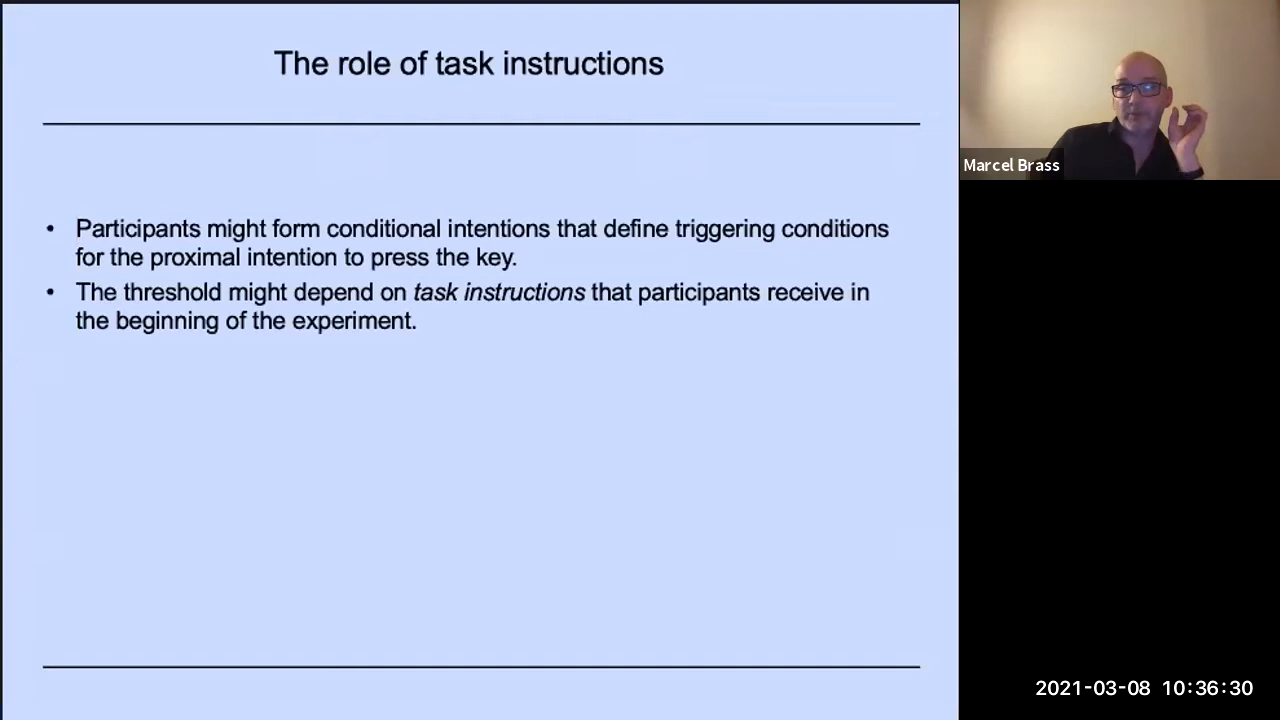 The role of task instructions
• Participants might form conditional intentions that define triggering conditions
for the proximal intention to press the key.
• The threshold might depend on task instructions that participants receive in
the beginning of the experiment.
Marcel Brass
2021-03-08 10:36:30